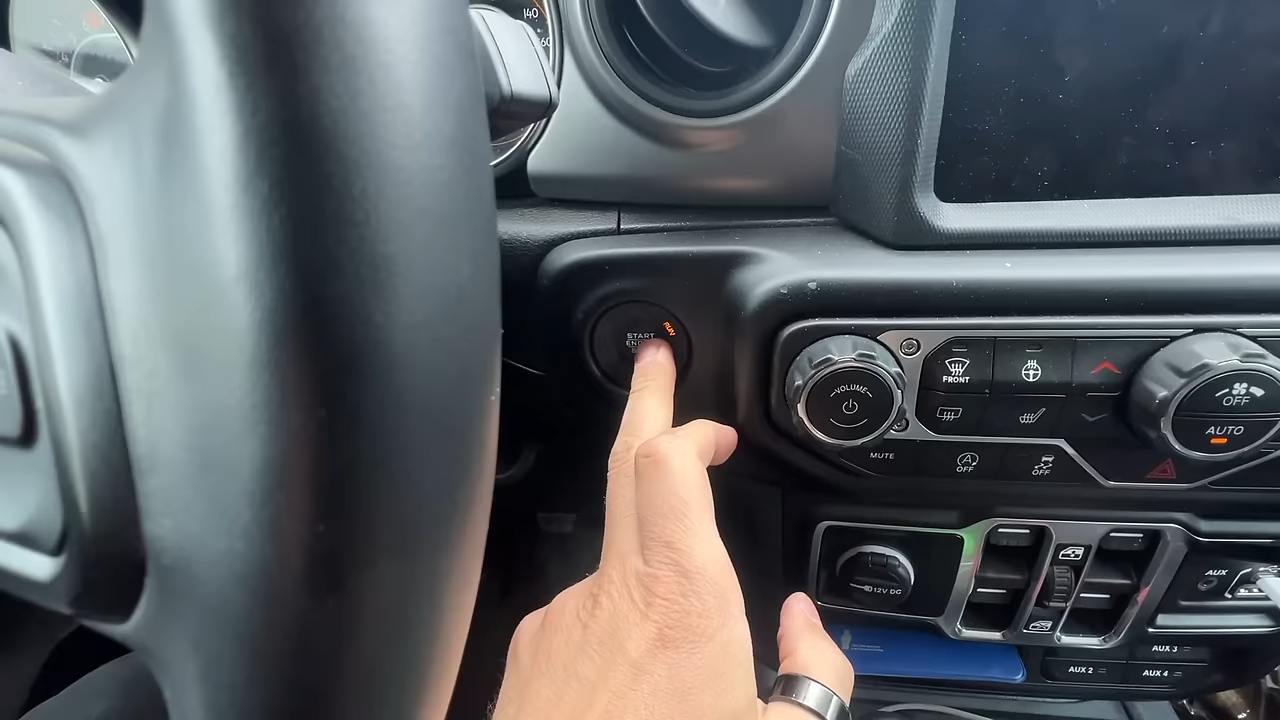 140
60
START
RUN
VOLUME
FRONT
OFF
AUTO
MUTE
OFF
OFF
12V DC
AUX
AUX 3
AUX 2
AUX 4